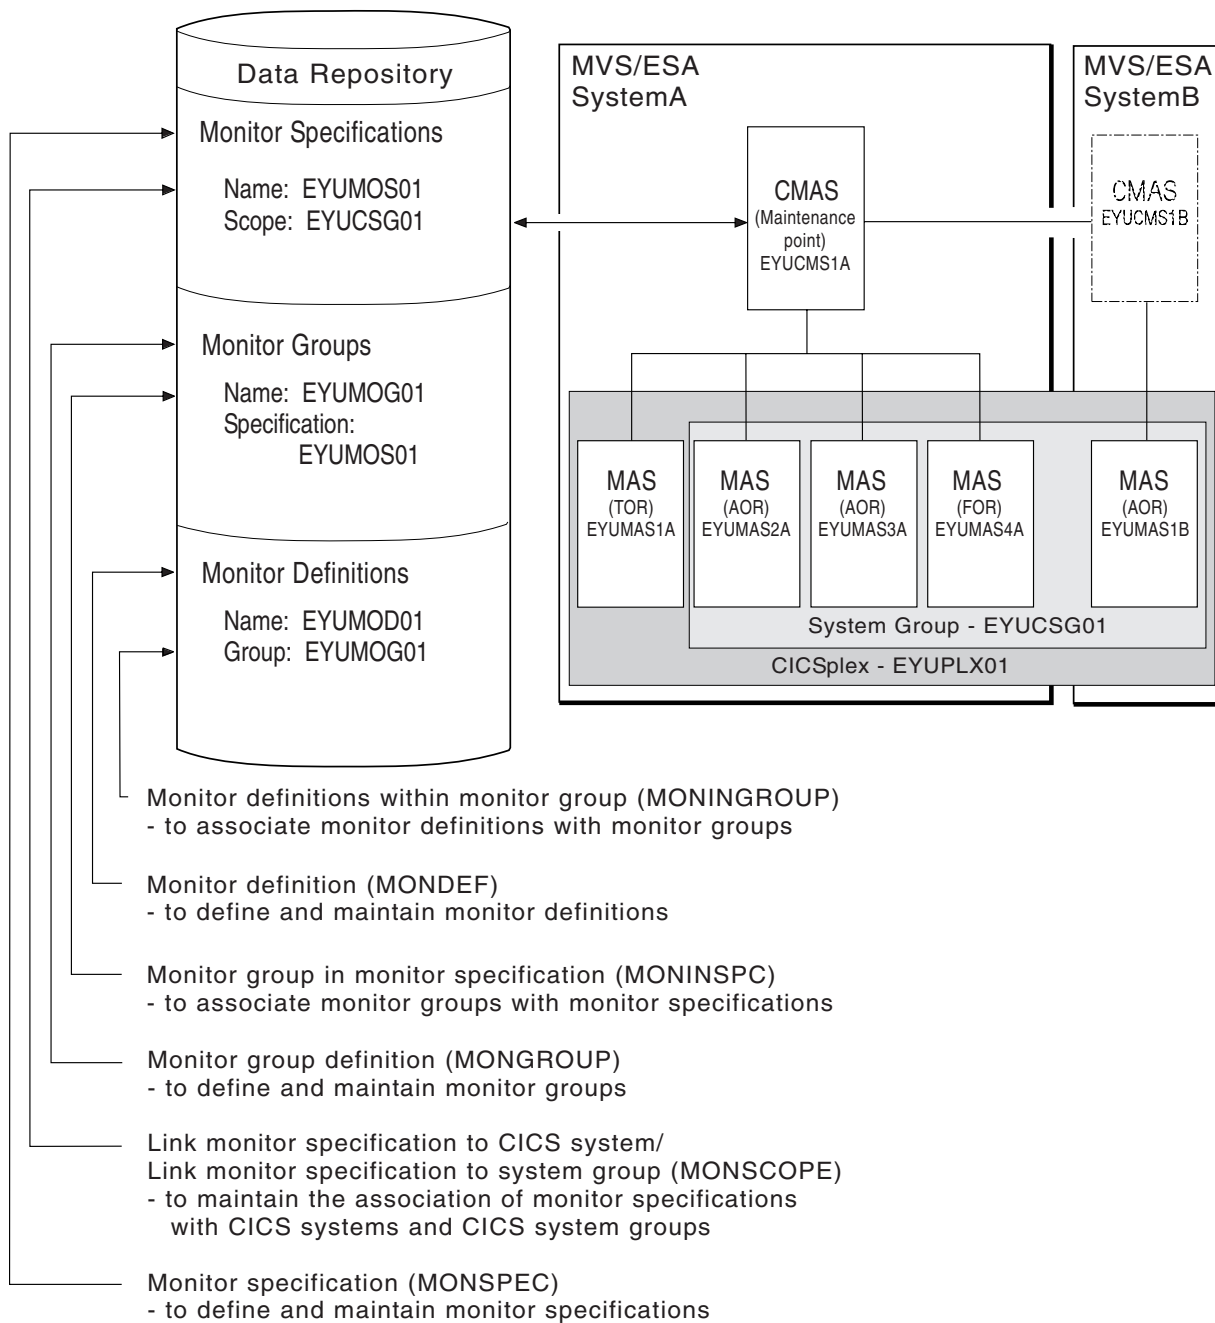 Data Repository
Monitor Specifications
Name: EYUMOS01
Scope: EYUCSG01
Monitor Groups
Name: EYUMOG01
Specification:
EYUMOS01
Monitor Definitions
Name: EYUMOD01
Group: EYUMOG01
MVS/ESA
SystemA
CMAS
(Maintenance
point)
EYUCMS1A
MVS/ESA
SystemB
CMAS
EYUCMS1B
MAS
(TOR)
EYUMAS1A
MAS
(AOR)
EYUMAS2A
MAS
(AOR)
EYUMAS3A
MAS
(FOR)
EYUMAS4A
MAS
(AOR)
EYUMAS1B
System Group - EYUCSG01
CICSplex - EYUPLX01
Monitor definitions within monitor group (MONINGROUP)
- to associate monitor definitions with monitor groups
Monitor definition (MONDEF)
- to define and maintain monitor definitions
Monitor group in monitor specification (MONINSPC)
- to associate monitor groups with monitor specifications
Monitor group definition (MONGROUP)
- to define and maintain monitor groups
Link monitor specification to CICS system/
Link monitor specification to system group (MONSCOPE)
- to maintain the association of monitor specifications
with CICS systems and CICS system groups
Monitor specification (MONSPEC)
- to define and maintain monitor specifications